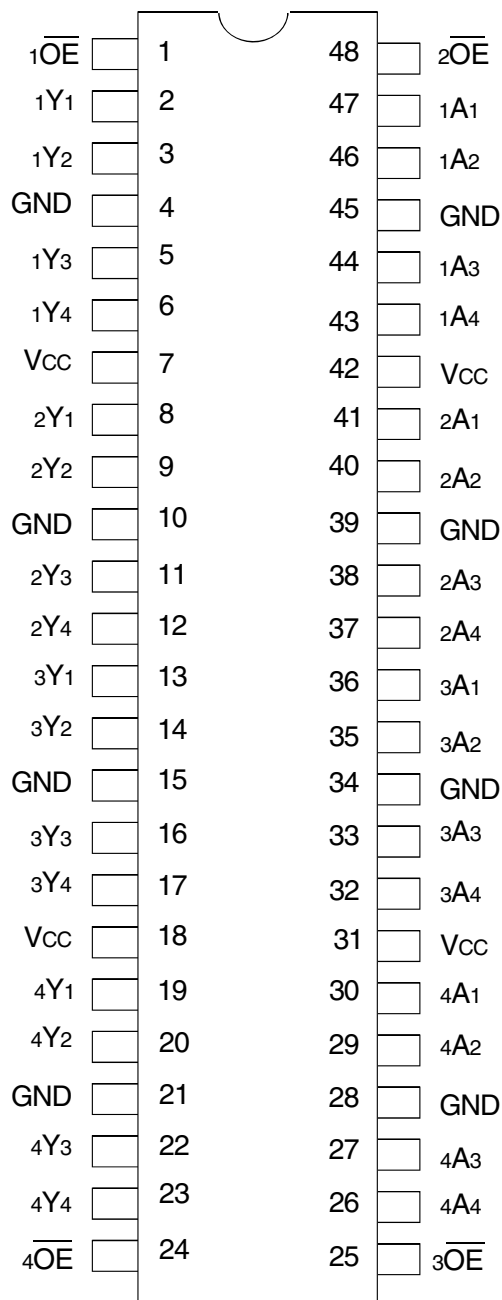 1OE 1 48 2OE
1Y1 2 47 1A1
1Y2 3 46 1A2
GND 4 45 GND
1Y3 5 44 1A3
1Y4 6 43 1A4
VCC 7 42 VCC
2Y1 8 41 2A1
2Y2 9 40 2A2
GND 10 39 GND
2Y3 11 38 2A3
2Y4 12 37 2A4
3Y1 13 36 3A1
3Y2 14 35 3A2
GND 15 34 GND
3Y3 16 33 3A3
3Y4 17 32 3A4
VCC 18 31 VCC
4Y1 19 30 4A1
4Y2 20 29 4A2
GND 21 28 GND
4Y3 22 27 4A3
4Y4 23 26 4A4
4OE 24 25 3OE